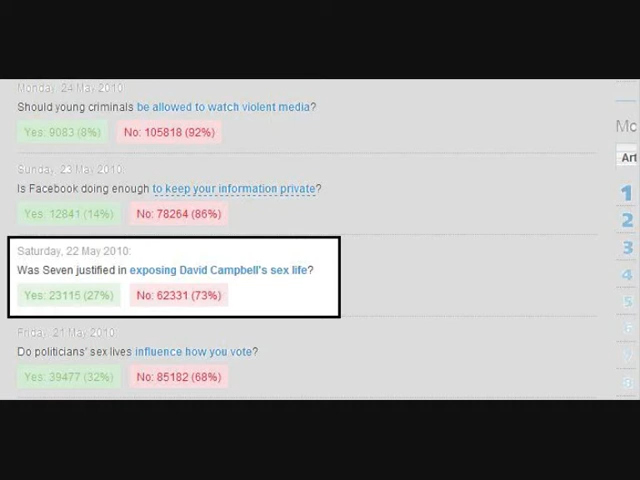 Monday, 24 May 2010:
Should young criminals be allowed to watch violent media?
Yes: 9083 (8%) No: 105818 (92%)
Sunday, 23 May 2010:
Is Facebook doing enough to keep your information private?
Yes: 12841 (14%) No: 78264 (86%)
Saturday, 22 May 2010:
Was Seven justified in exposing David Campbell's sex life?
Yes: 23115 (27%) No: 62331 (73%)
Friday, 21 May 2010:
Do politicians' sex lives influence how you vote?
Yes: 39477 (32%) No: 85182 (68%)
Mo
Art
1
2
3
4
5
6
7
8